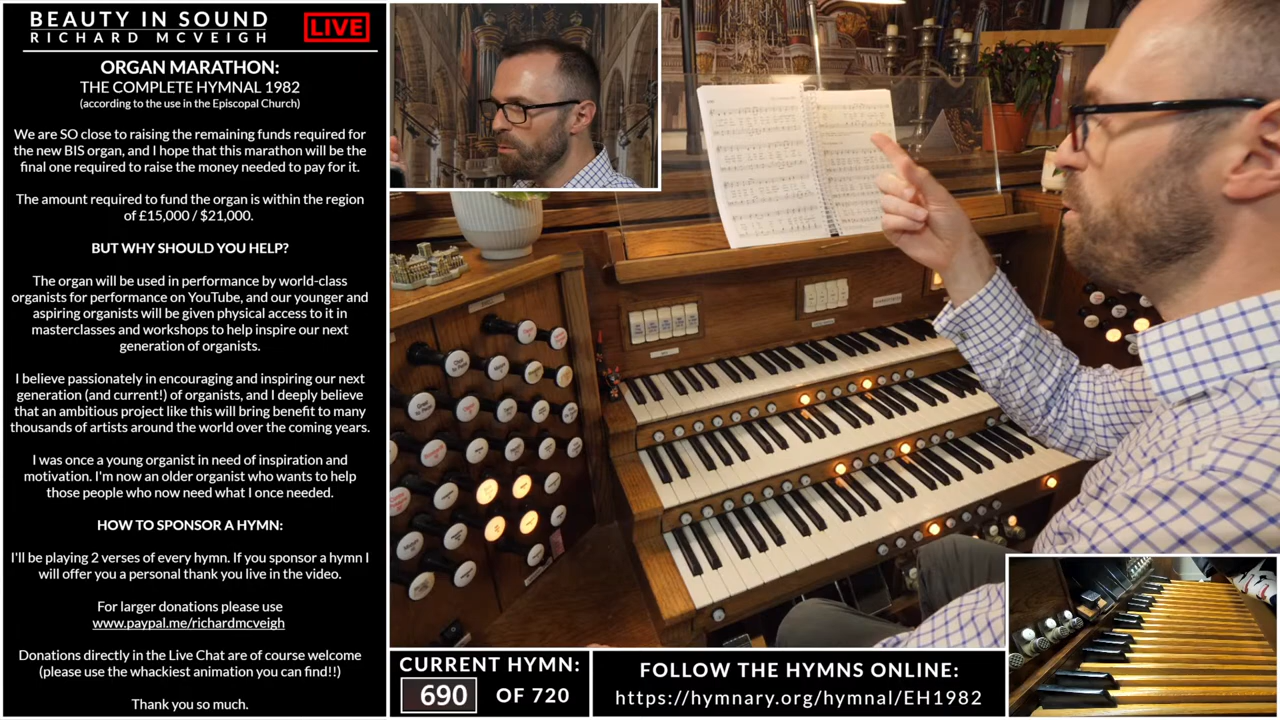 BEAUTY IN SOUND
RICHARD MCVEIGH
LIVE
ORGAN MARATHON:
THE COMPLETE HYMNAL 1982
(according to the use in the Episcopal Church)
We are SO close to raising the remaining funds required for
the new BIS organ, and I hope that this marathon will be the
final one required to raise the money needed to pay for it.
The amount required to fund the organ is within the region
of £15,000 / $21,000.
BUT WHY SHOULD YOU HELP?
The organ will be used in performance by world-class
organists for performance on YouTube, and our younger and
aspiring organists will be given physical access to it in
masterclasses and workshops to help inspire our next
generation of organists.
I believe passionately in encouraging and inspiring our next
generation (and current!) of organists, and I deeply believe
that an ambitious project like this will bring benefit to many
thousands of artists around the world over the coming years.
I was once a young organist in need of inspiration and
motivation. I'm now an older organist who wants to help
those people who now need what I once needed.
HOW TO SPONSOR A HYMN:
I'll be playing 2 verses of every hymn. If you sponsor a hymn I
will offer you a personal thank you live in the video.
For larger donations please use
www.paypal.me/richardmcveigh
Donations directly in the Live Chat are of course welcome
(please use the whackiest animation you can find!!)
Thank you so much.
CURRENT HYMN:
690 OF 720
FOLLOW THE HYMNS ONLINE:
https://hymnary.org/hymnal/EH1982